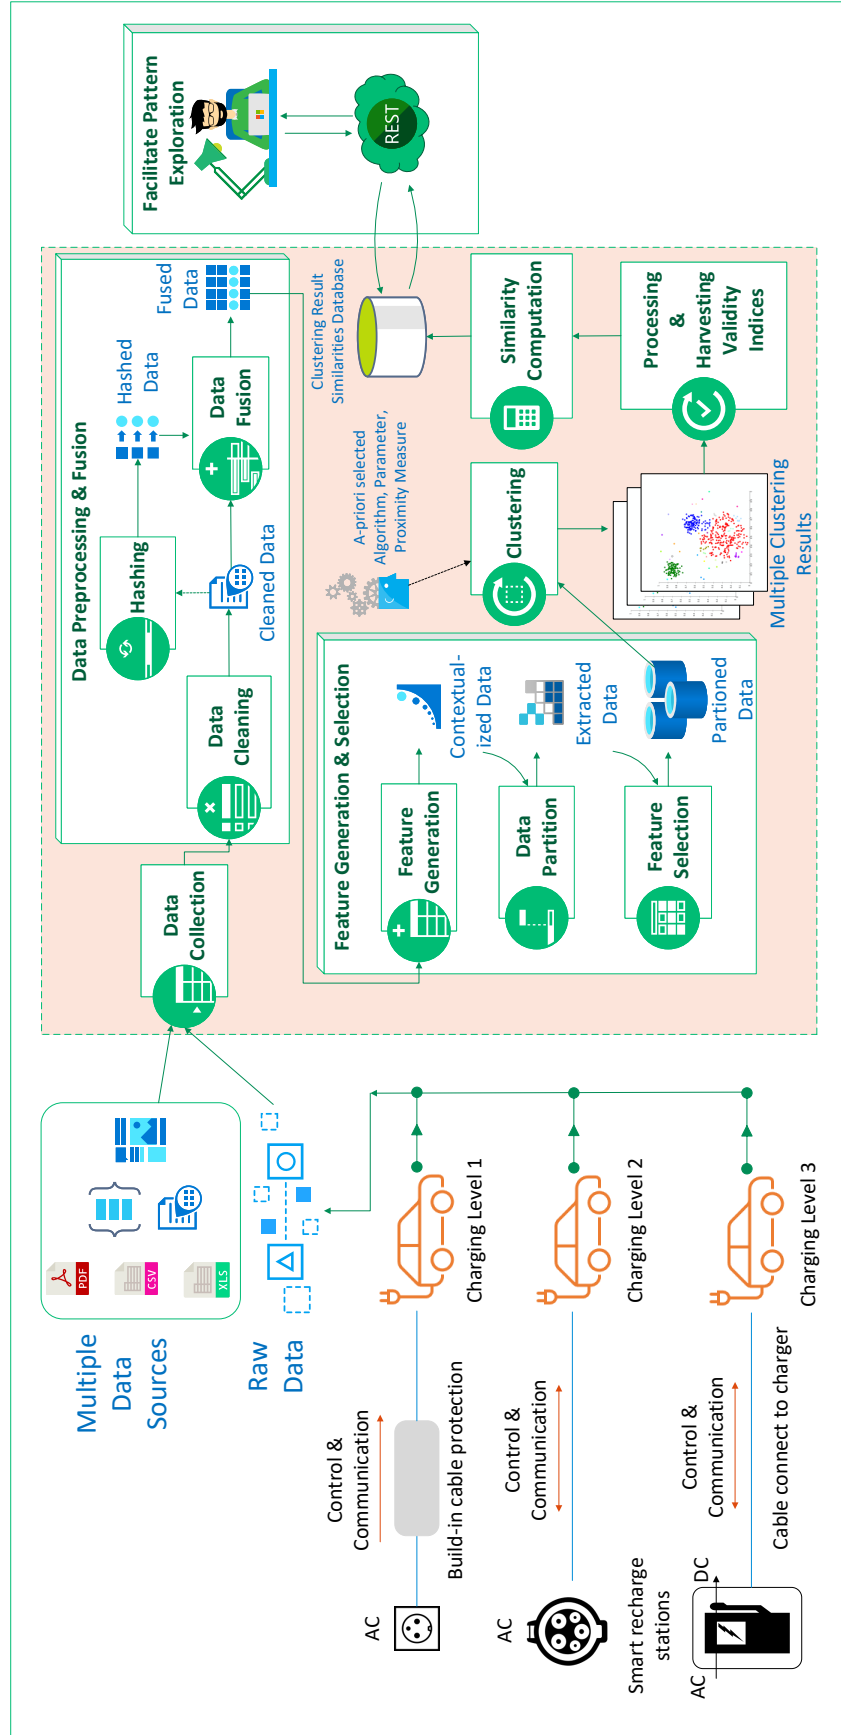 Multiple
Data
Sources
PDF
CSV
XLS
Raw
Data
AC
Control &
Communication
Build-in cable protection
Charging Level 1
AC
Smart recharge
stations
Control &
Communication
Charging Level 2
AC
DC
Control &
Communication
Cable connect to charger
Charging Level 3
Data
Collection
Data Preprocessing & Fusion
Data
Cleaning
Cleaned Data
Hashing
Hashed
Data
Data
Fusion
Fused
Data
Feature Generation & Selection
Feature
Generation
Contextual-
ized Data
Data
Partition
Extracted
Data
Feature
Selection
Partioned
Data
A-priori selected
Algorithm, Parameter,
Proximity Measure
Clustering
Multiple Clustering
Results
Processing
&
Harvesting
Validity
Indices
Similarity
Computation
Clustering Result
Similarities Database
Facilitate Pattern
Exploration
REST